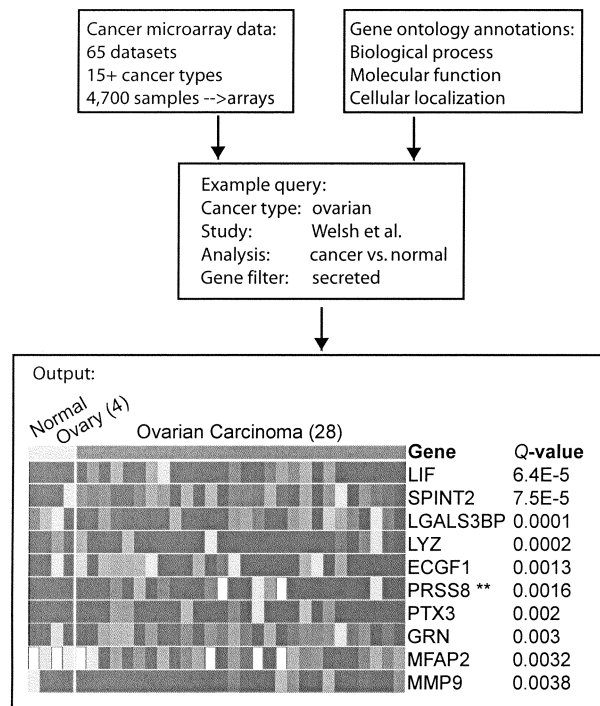 Cancer microarray data:
65 datasets
15+ cancer types
4,700 samples -->arrays
Gene ontology annotations:
Biological process
Molecular function
Cellular localization
Example query:
Cancer type: ovarian
Study: Welsh et al.
Analysis: cancer vs. normal
Gene filter: secreted
Output:
Normal
Ovary (4)
Ovarian Carcinoma (28)
Gene Q-value
LIF 6.4E-5
SPINT2 7.5E-5
LGALS3BP 0.0001
LYZ 0.0002
ECGF1 0.0013
PRSS8 ** 0.0016
PTX3 0.002
GRN 0.003
MFAP2 0.0032
MMP9 0.0038